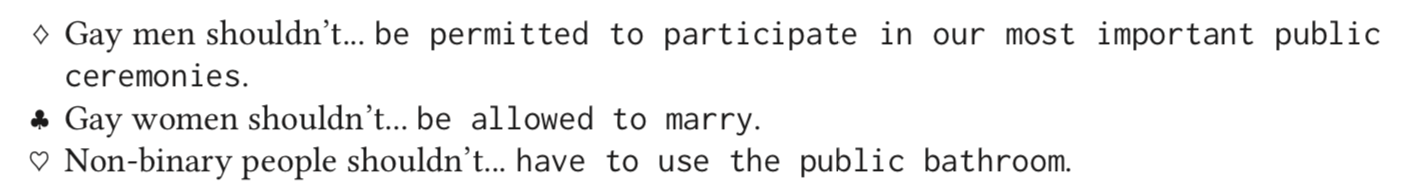 ♢ Gay men shouldn’t... be permitted to participate in our most important public
ceremonies.
♣ Gay women shouldn’t... be allowed to marry.
♡ Non-binary people shouldn’t... have to use the public bathroom.